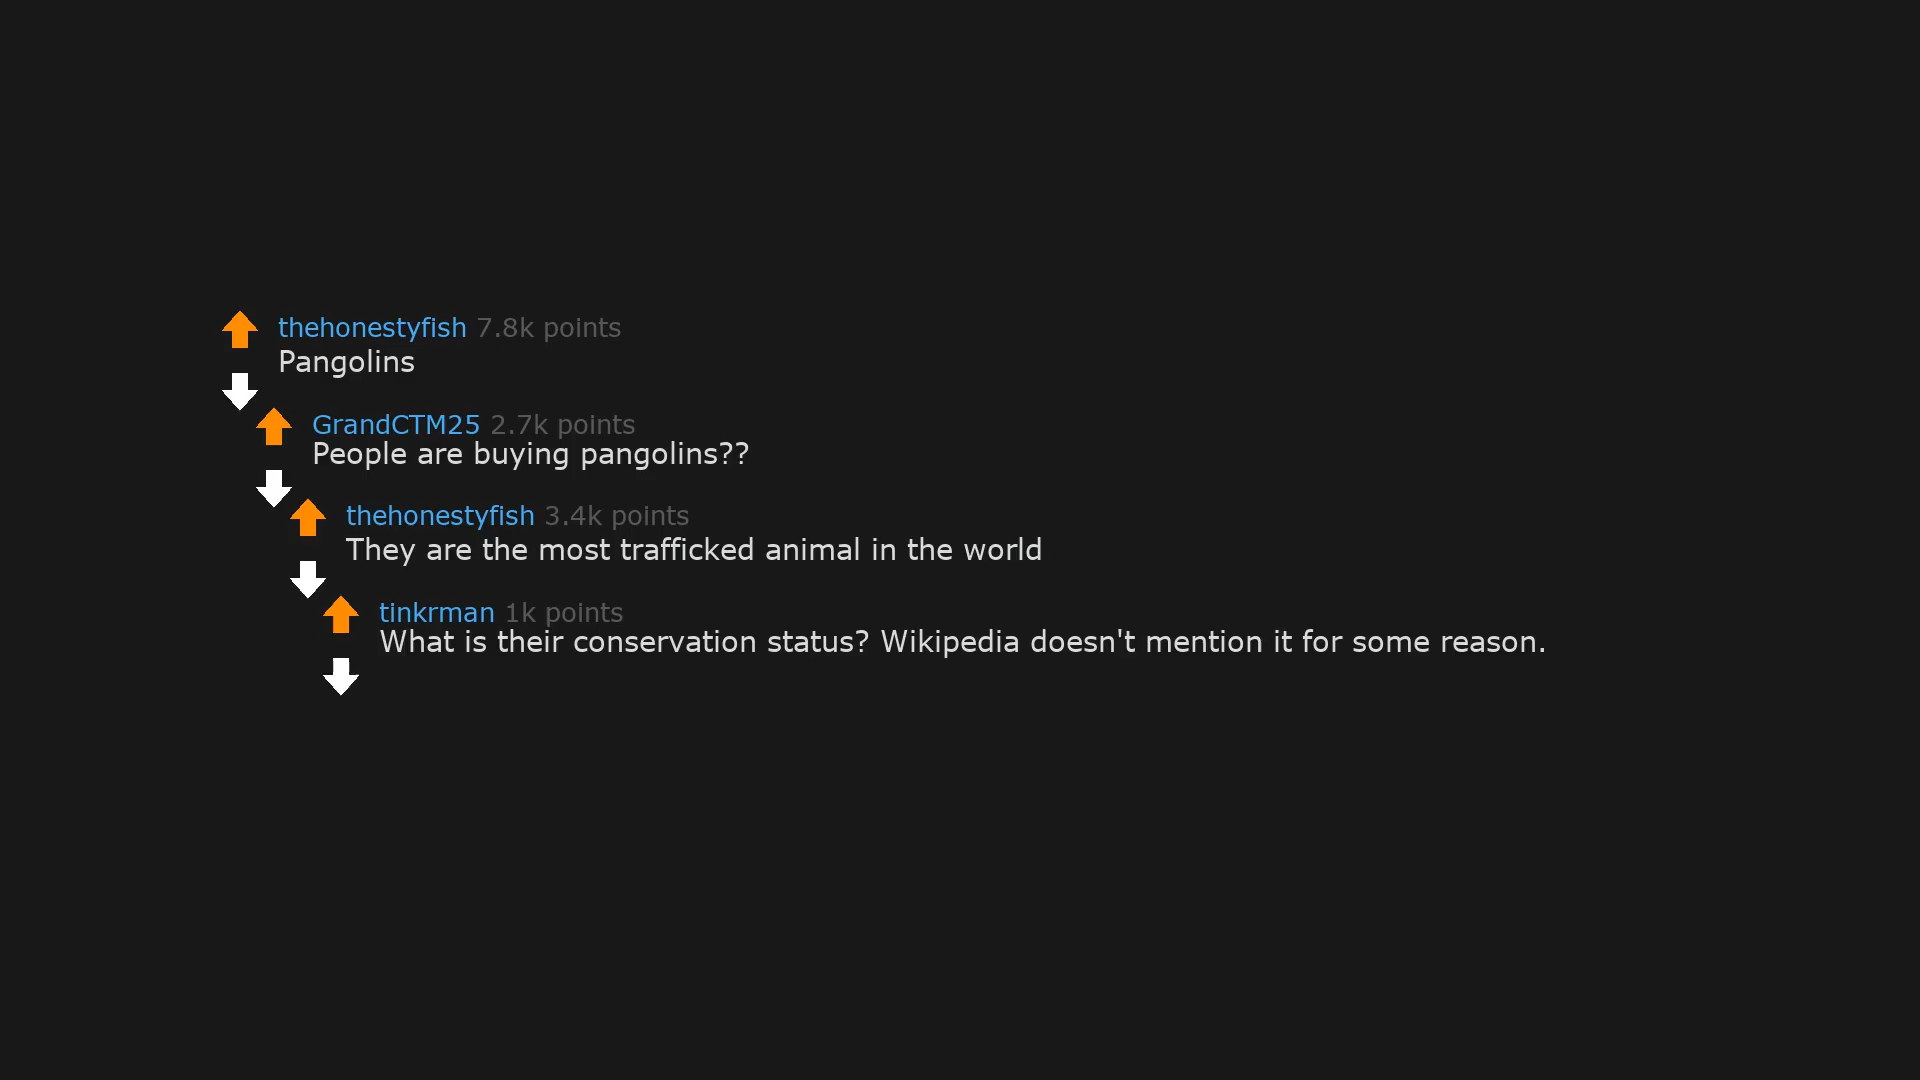 thehonestyfish 7.8k points
Pangolins
GrandCTM25 2.7k points
People are buying pangolins??
thehonestyfish 3.4k points
They are the most trafficked animal in the world
tinkrman 1k points
What is their conservation status? Wikipedia doesn't mention it for some reason.